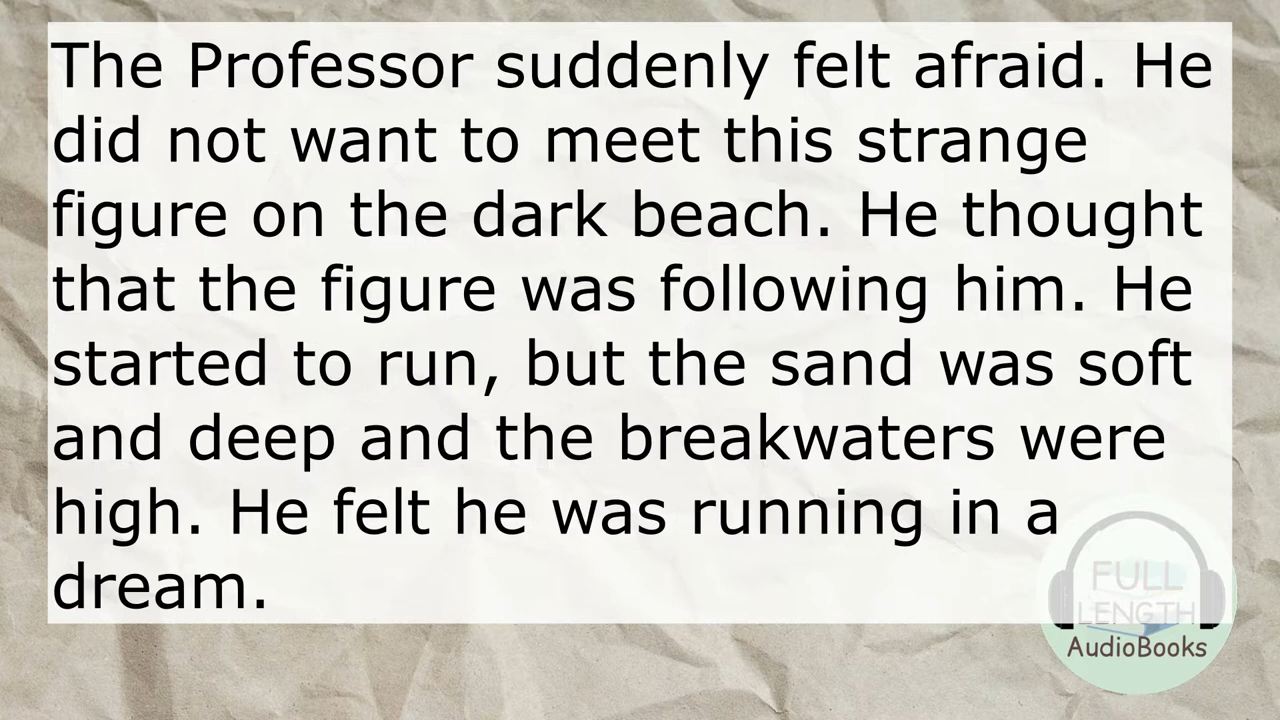 The Professor suddenly felt afraid. He
did not want to meet this strange
figure on the dark beach. He thought
that the figure was following him. He
started to run, but the sand was soft
and deep and the breakwaters were
high. He felt he was running in a
dream.
FULL
LENGTH
AudioBooks